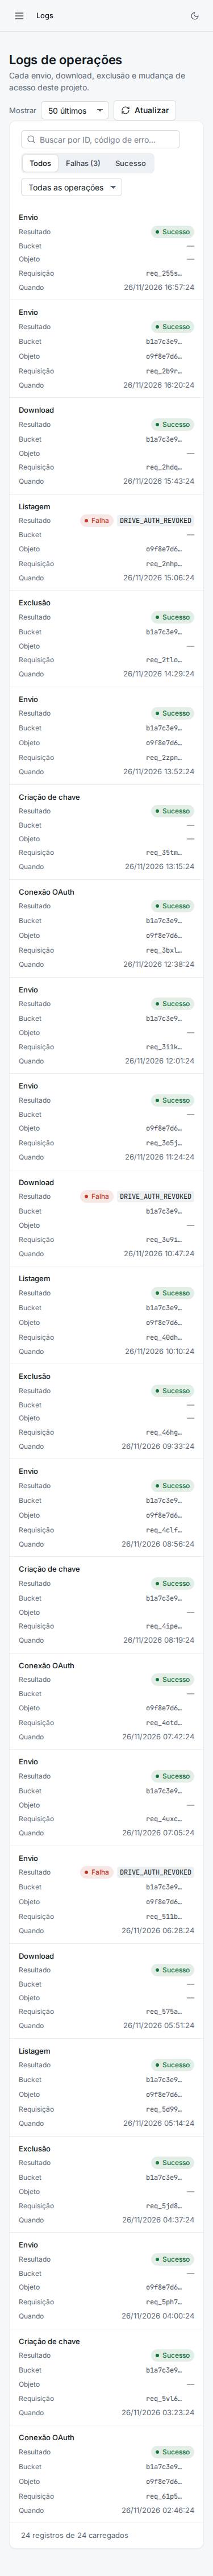 Logs
Logs de operações
Cada envio, download, exclusão e mudança de
acesso deste projeto.
Mostrar 50 últimos Atualizar
Buscar por ID, código de erro…
Todos Falhas (3) Sucesso
Todas as operações
Envio
Resultado Sucesso
Bucket —
Objeto —
Requisição req_255s…
Quando 26/11/2026 16:57:24
Envio
Resultado Sucesso
Bucket b1a7c3e9…
Objeto o9f8e7d6…
Requisição req_2b9r…
Quando 26/11/2026 16:20:24
Download
Resultado Sucesso
Bucket b1a7c3e9…
Objeto —
Requisição req_2hdq…
Quando 26/11/2026 15:43:24
Listagem
Resultado Falha DRIVE_AUTH_REVOKED
Bucket —
Objeto o9f8e7d6…
Requisição req_2nhp…
Quando 26/11/2026 15:06:24
Exclusão
Resultado Sucesso
Bucket b1a7c3e9…
Objeto —
Requisição req_2tlo…
Quando 26/11/2026 14:29:24
Envio
Resultado Sucesso
Bucket b1a7c3e9…
Objeto o9f8e7d6…
Requisição req_2zpn…
Quando 26/11/2026 13:52:24
Criação de chave
Resultado Sucesso
Bucket —
Objeto —
Requisição req_35tm…
Quando 26/11/2026 13:15:24
Conexão OAuth
Resultado Sucesso
Bucket b1a7c3e9…
Objeto o9f8e7d6…
Requisição req_3bxl…
Quando 26/11/2026 12:38:24
Envio
Resultado Sucesso
Bucket b1a7c3e9…
Objeto —
Requisição req_3i1k…
Quando 26/11/2026 12:01:24
Envio
Resultado Sucesso
Bucket —
Objeto o9f8e7d6…
Requisição req_3o5j…
Quando 26/11/2026 11:24:24
Download
Resultado Falha DRIVE_AUTH_REVOKED
Bucket b1a7c3e9…
Objeto —
Requisição req_3u9i…
Quando 26/11/2026 10:47:24
Listagem
Resultado Sucesso
Bucket b1a7c3e9…
Objeto o9f8e7d6…
Requisição req_40dh…
Quando 26/11/2026 10:10:24
Exclusão
Resultado Sucesso
Bucket —
Objeto —
Requisição req_46hg…
Quando 26/11/2026 09:33:24
Envio
Resultado Sucesso
Bucket b1a7c3e9…
Objeto o9f8e7d6…
Requisição req_4clf…
Quando 26/11/2026 08:56:24
Criação de chave
Resultado Sucesso
Bucket b1a7c3e9…
Objeto —
Requisição req_4ipe…
Quando 26/11/2026 08:19:24
Conexão OAuth
Resultado Sucesso
Bucket —
Objeto o9f8e7d6…
Requisição req_4otd…
Quando 26/11/2026 07:42:24
Envio
Resultado Sucesso
Bucket b1a7c3e9…
Objeto —
Requisição req_4uxc…
Quando 26/11/2026 07:05:24
Envio
Resultado Falha DRIVE_AUTH_REVOKED
Bucket b1a7c3e9…
Objeto o9f8e7d6…
Requisição req_511b…
Quando 26/11/2026 06:28:24
Download
Resultado Sucesso
Bucket —
Objeto —
Requisição req_575a…
Quando 26/11/2026 05:51:24
Listagem
Resultado Sucesso
Bucket b1a7c3e9…
Objeto o9f8e7d6…
Requisição req_5d99…
Quando 26/11/2026 05:14:24
Exclusão
Resultado Sucesso
Bucket b1a7c3e9…
Objeto —
Requisição req_5jd8…
Quando 26/11/2026 04:37:24
Envio
Resultado Sucesso
Bucket —
Objeto o9f8e7d6…
Requisição req_5ph7…
Quando 26/11/2026 04:00:24
Criação de chave
Resultado Sucesso
Bucket b1a7c3e9…
Objeto —
Requisição req_5vl6…
Quando 26/11/2026 03:23:24
Conexão OAuth
Resultado Sucesso
Bucket b1a7c3e9…
Objeto o9f8e7d6…
Requisição req_61p5…
Quando 26/11/2026 02:46:24
24 registros de 24 carregados